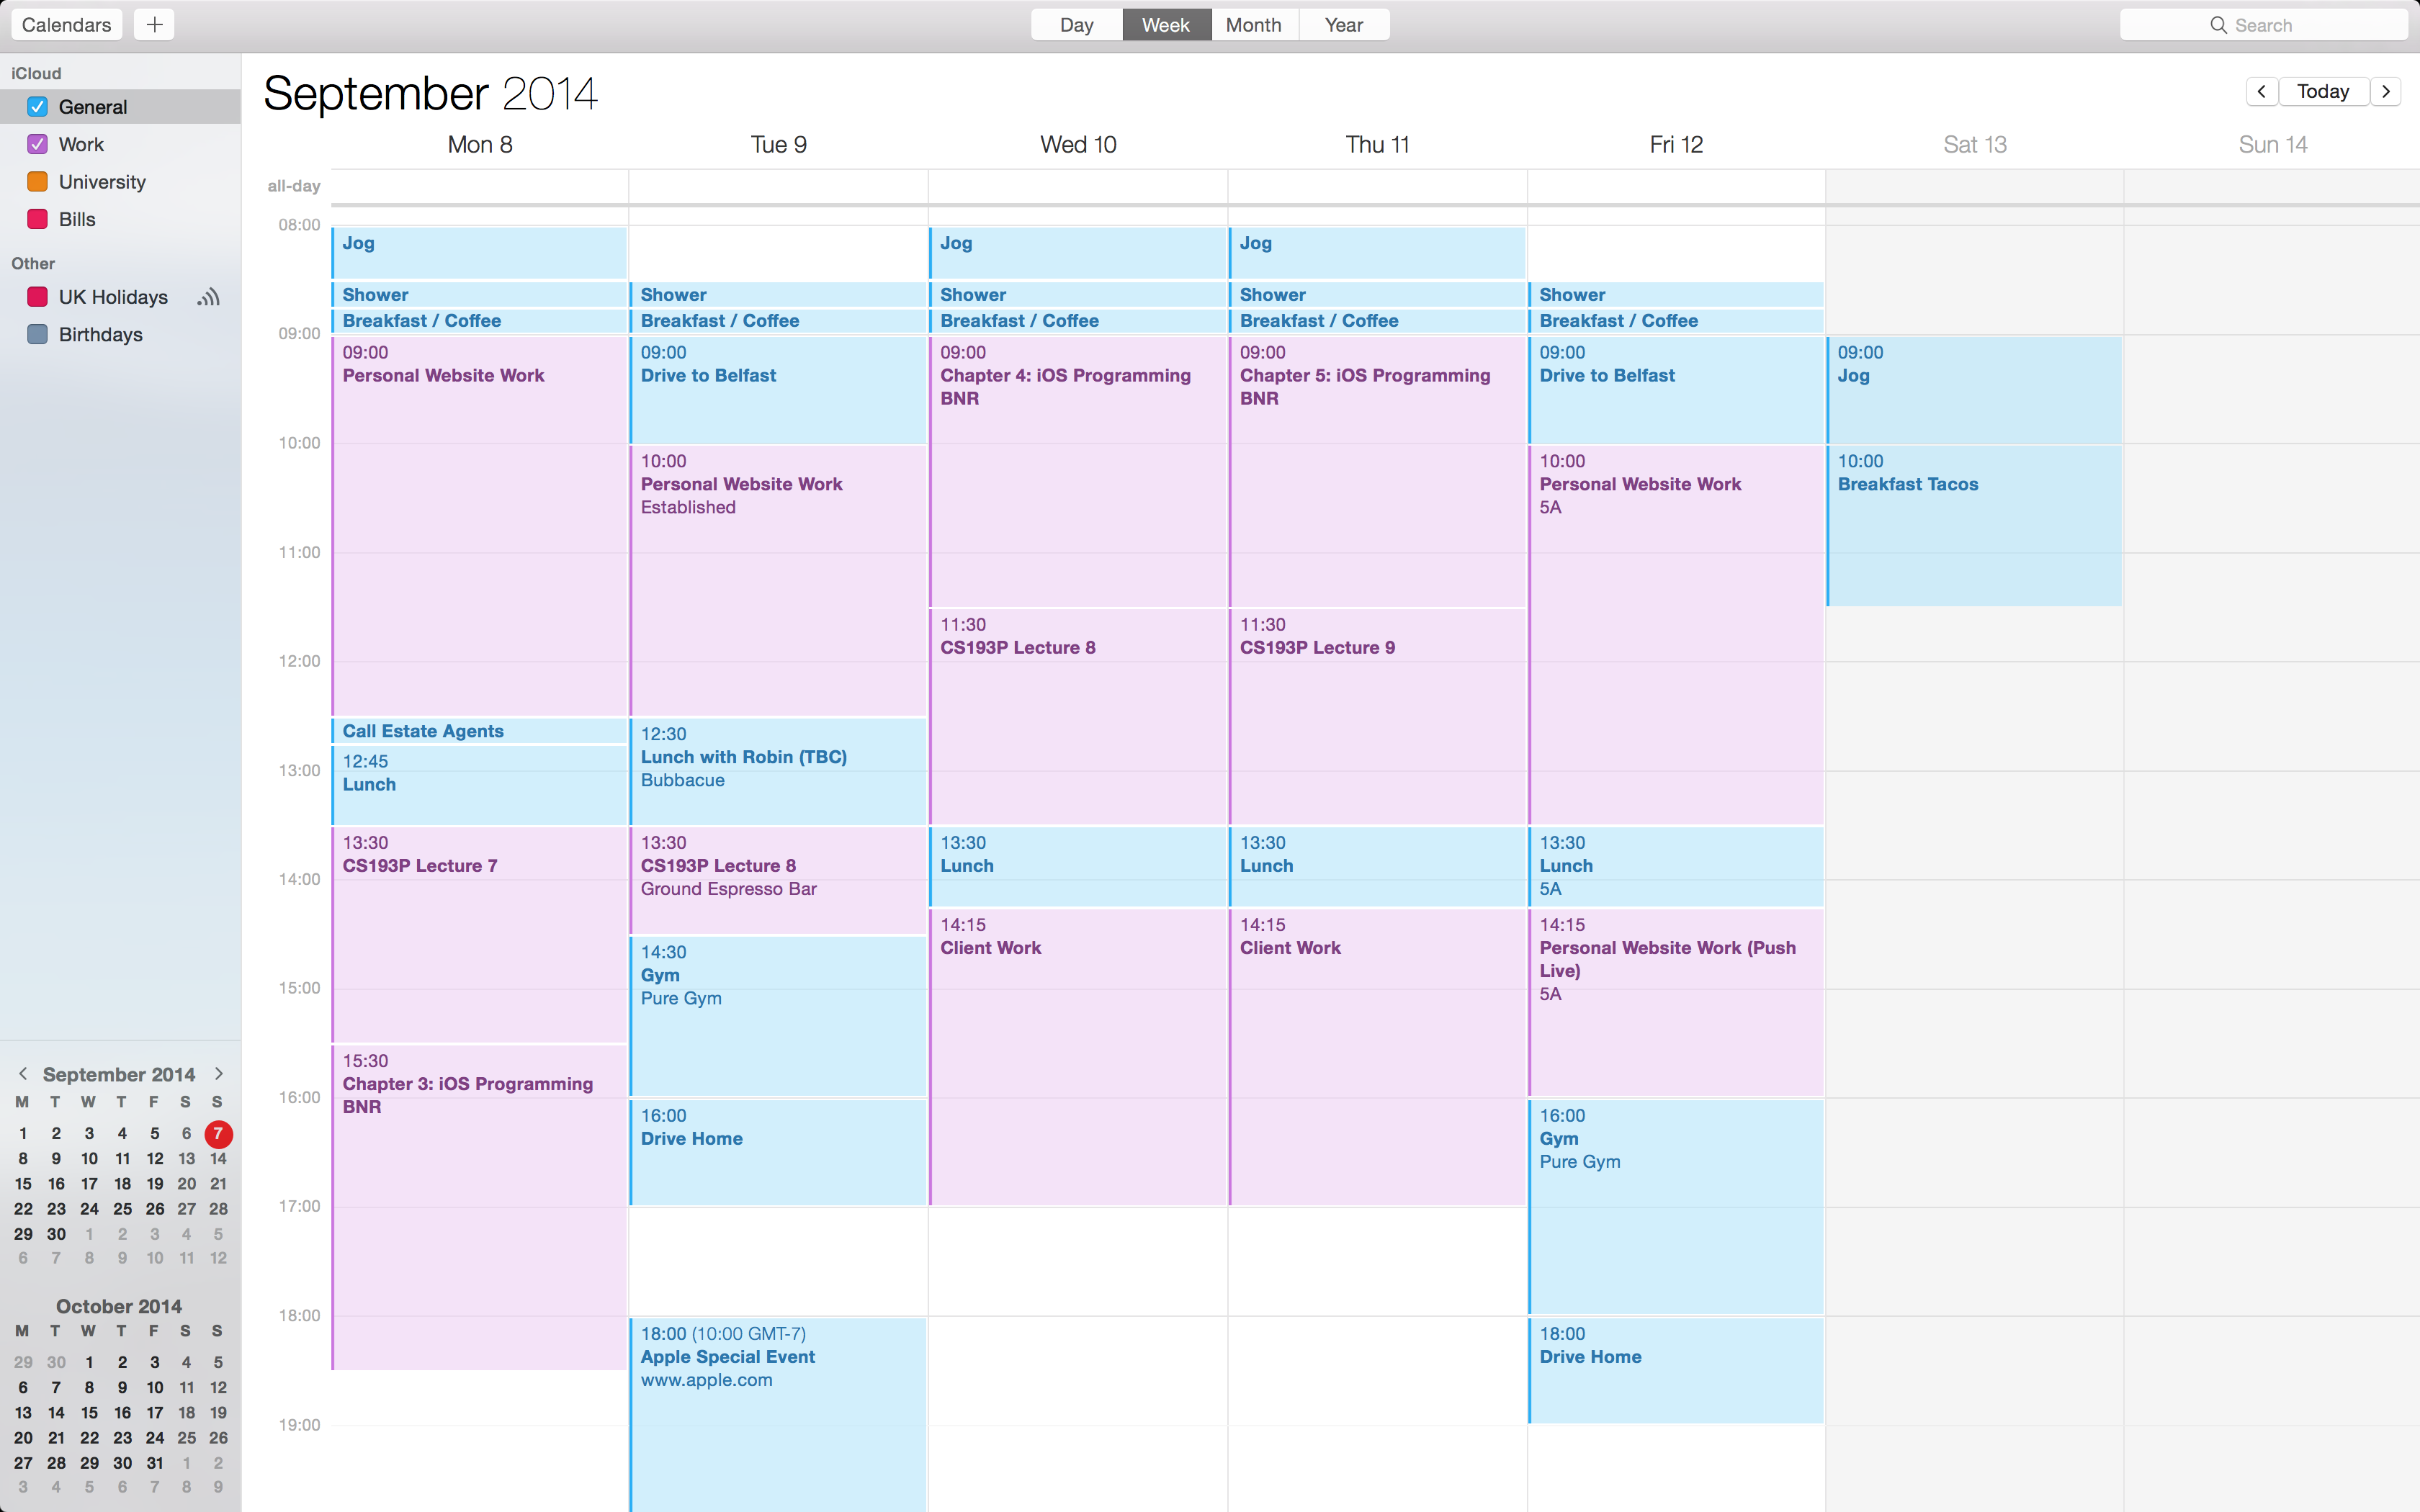 Calendars +
Day Week Month Year
Search
iCloud
General
Work
University
Bills
Other
UK Holidays
Birthdays
September 2014
M T W T F S S
1 2 3 4 5 6 7
8 9 10 11 12 13 14
15 16 17 18 19 20 21
22 23 24 25 26 27 28
29 30 1 2 3 4 5
6 7 8 9 10 11 12
October 2014
M T W T F S S
29 30 1 2 3 4 5
6 7 8 9 10 11 12
13 14 15 16 17 18 19
20 21 22 23 24 25 26
27 28 29 30 31 1 2
3 4 5 6 7 8 9
September 2014
Today
all-day
08:00
09:00
10:00
11:00
12:00
13:00
14:00
15:00
16:00
17:00
18:00
19:00
Mon 8
Jog
Shower
Breakfast / Coffee
09:00
Personal Website Work
Call Estate Agents
12:45
Lunch
13:30
CS193P Lecture 7
15:30
Chapter 3: iOS Programming
BNR
Tue 9
Shower
Breakfast / Coffee
09:00
Drive to Belfast
10:00
Personal Website Work
Established
12:30
Lunch with Robin (TBC)
Bubbacue
13:30
CS193P Lecture 8
Ground Espresso Bar
14:30
Gym
Pure Gym
16:00
Drive Home
18:00 (10:00 GMT-7)
Apple Special Event
www.apple.com
Wed 10
Jog
Shower
Breakfast / Coffee
09:00
Chapter 4: iOS Programming
BNR
11:30
CS193P Lecture 8
13:30
Lunch
14:15
Client Work
Thu 11
Jog
Shower
Breakfast / Coffee
09:00
Chapter 5: iOS Programming
BNR
11:30
CS193P Lecture 9
13:30
Lunch
14:15
Client Work
Fri 12
Shower
Breakfast / Coffee
09:00
Drive to Belfast
10:00
Personal Website Work
5A
13:30
Lunch
5A
14:15
Personal Website Work (Push
Live)
5A
16:00
Gym
Pure Gym
18:00
Drive Home
Sat 13
09:00
Jog
10:00
Breakfast Tacos
Sun 14